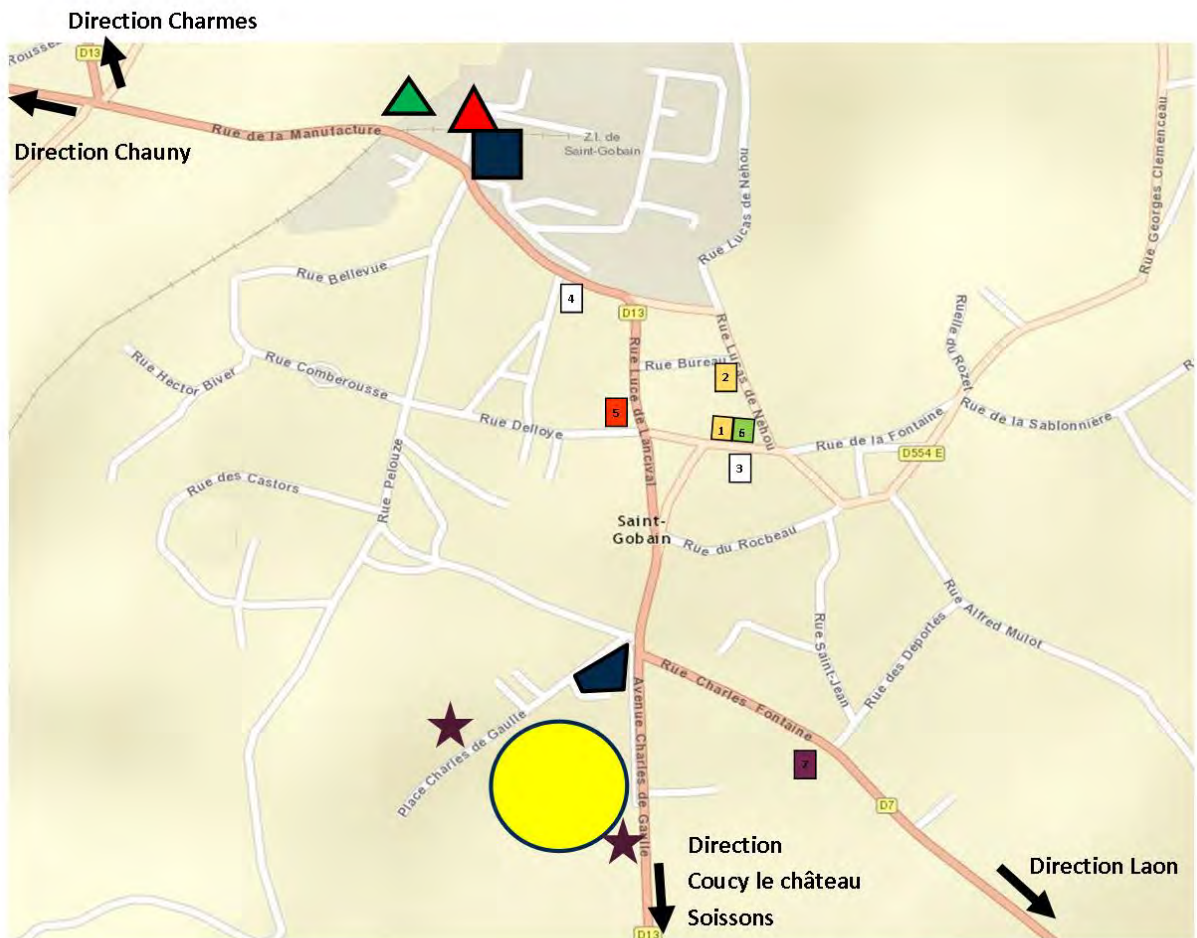 Direction Charmes
D13
Direction Chauny
Rue de la Manufacture
Z.I. de
Saint-Gobain
Rue Lucas de Nehou
Rue Georges Clemenceau
Rue Bellevue
4
D13
Rue Lucas de Nehou
Ruelle du Rozet
Rue Hector Biver
Rue Comberousse
Rue Luce de Lancival
Rue Bureau
2
5
1
6
3
Rue Delloye
Rue de la Fontaine
Rue de la Sablonnière
D554 E
Rue des Castors
Rue Pelouze
Saint-
Gobain
Rue du Rocbeau
Rue Saint-Jean
Rue des Déportés
Rue Alfred Mulot
Rue Charles Fontaine
Place Charles de Gaulle
Avenue Charles de Gaulle
7
D7
Direction
Coucy le château
Soissons
Direction Laon
D13